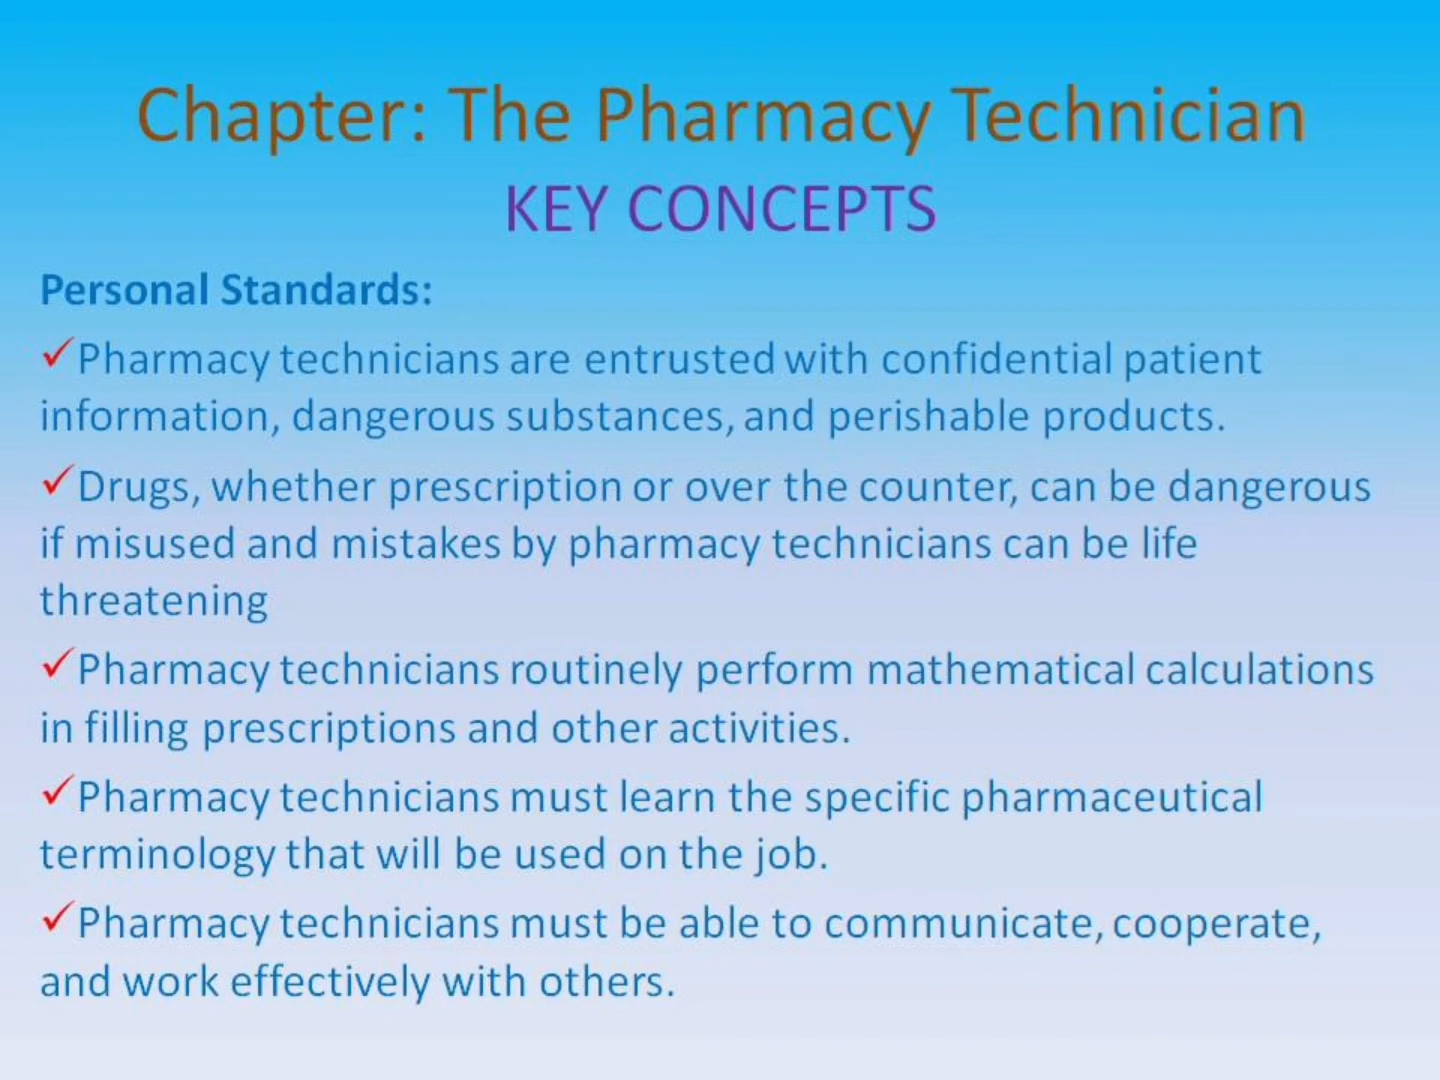 Chapter: The Pharmacy Technician
KEY CONCEPTS
Personal Standards:
✓Pharmacy technicians are entrusted with confidential patient
information, dangerous substances, and perishable products.
✓Drugs, whether prescription or over the counter, can be dangerous
if misused and mistakes by pharmacy technicians can be life
threatening
✓Pharmacy technicians routinely perform mathematical calculations
in filling prescriptions and other activities.
✓Pharmacy technicians must learn the specific pharmaceutical
terminology that will be used on the job.
✓Pharmacy technicians must be able to communicate, cooperate,
and work effectively with others.